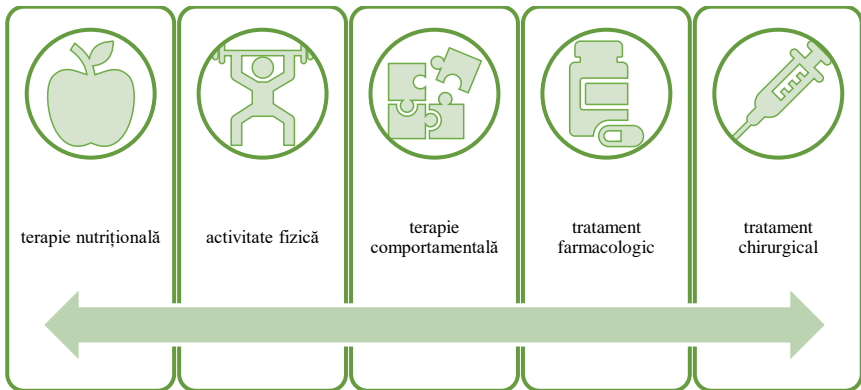 terapie nutrițională
activitate fizică
terapie
comportamentală
tratament
farmacologic
tratament
chirurgical